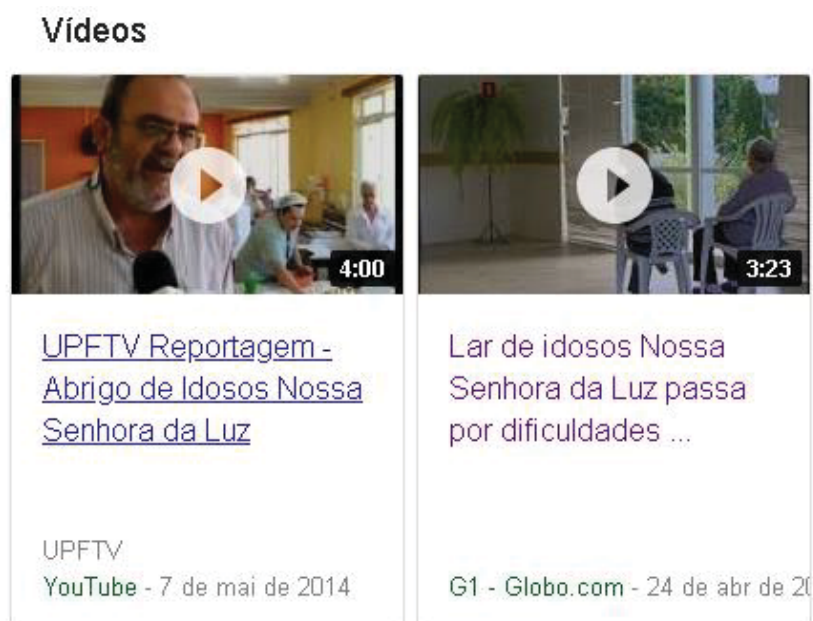 Vídeos
4:00
3:23
UPFTV Reportagem -
Abrigo de Idosos Nossa
Senhora da Luz
Lar de idosos Nossa
Senhora da Luz passa
por dificuldades ...
UPFTV
YouTube - 7 de mai de 2014
G1 - Globo.com - 24 de abr de